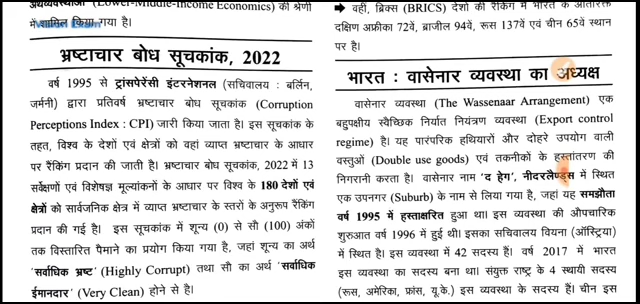 अर्थव्यवस्थाओं (Lower-Middle-Income Economics) की श्रेणी
में शामिल किया गया है।
भ्रष्टाचार बोध सूचकांक, 2022
वर्ष 1995 से ट्रांसपेरेंसी इंटरनेशनल (सचिवालय : बर्लिन,
जर्मनी) द्वारा प्रतिवर्ष भ्रष्टाचार बोध सूचकांक (Corruption
Perceptions Index : CPI) जारी किया जाता है। इस सूचकांक के
तहत, विश्व के देशों एवं क्षेत्रों को वहां व्याप्त भ्रष्टाचार के आधार
पर रैंकिंग प्रदान की जाती है। भ्रष्टाचार बोध सूचकांक, 2022 में 13
सर्वेक्षणों एवं विशेषज्ञ मूल्यांकनों के आधार पर विश्व के 180 देशों एवं
क्षेत्रों को सार्वजनिक क्षेत्र में व्याप्त भ्रष्टाचार के स्तरों के अनुरूप रैंकिंग
प्रदान की गई है। इस सूचकांक में शून्य (0) से सौ (100) अंकों
तक विस्तारित पैमाने का प्रयोग किया गया है, जहां शून्य का अर्थ
'सर्वाधिक भ्रष्ट' (Highly Corrupt) तथा सौ का अर्थ 'सर्वाधिक
ईमानदार' (Very Clean) होने से है।
➡ वहीं, ब्रिक्स (BRICS) देशों की रैंकिंग में भारत के अतिरिक्त
दक्षिण अफ्रीका 72वें, ब्राजील 94वें, रूस 137वें एवं चीन 65वें स्थान
पर है।
भारत : वासेनार व्यवस्था का अध्यक्ष
वासेनार व्यवस्था (The Wassenaar Arrangement) एक
बहुपक्षीय स्वैच्छिक निर्यात नियंत्रण व्यवस्था (Export control
regime) है। यह पारंपरिक हथियारों और दोहरे उपयोग वाली
वस्तुओं (Double use goods) एवं तकनीकों के हस्तांतरण की
निगरानी करता है। वासेनार नाम 'द हेग', नीदरलैण्ड्स में स्थित
एक उपनगर (Suburb) के नाम से लिया गया है, जहां यह समझौता
वर्ष 1995 में हस्ताक्षरित हुआ था। इस व्यवस्था की औपचारिक
शुरुआत वर्ष 1996 में हुई थी। इसका सचिवालय वियना (ऑस्ट्रिया)
में स्थित है। इस व्यवस्था में 42 सदस्य हैं। वर्ष 2017 में भारत
इस व्यवस्था का सदस्य बना था। संयुक्त राष्ट्र के 4 स्थायी सदस्य
(रूस, अमेरिका, फ्रांस, यू.के.) इस व्यवस्था के सदस्य हैं। चीन इस